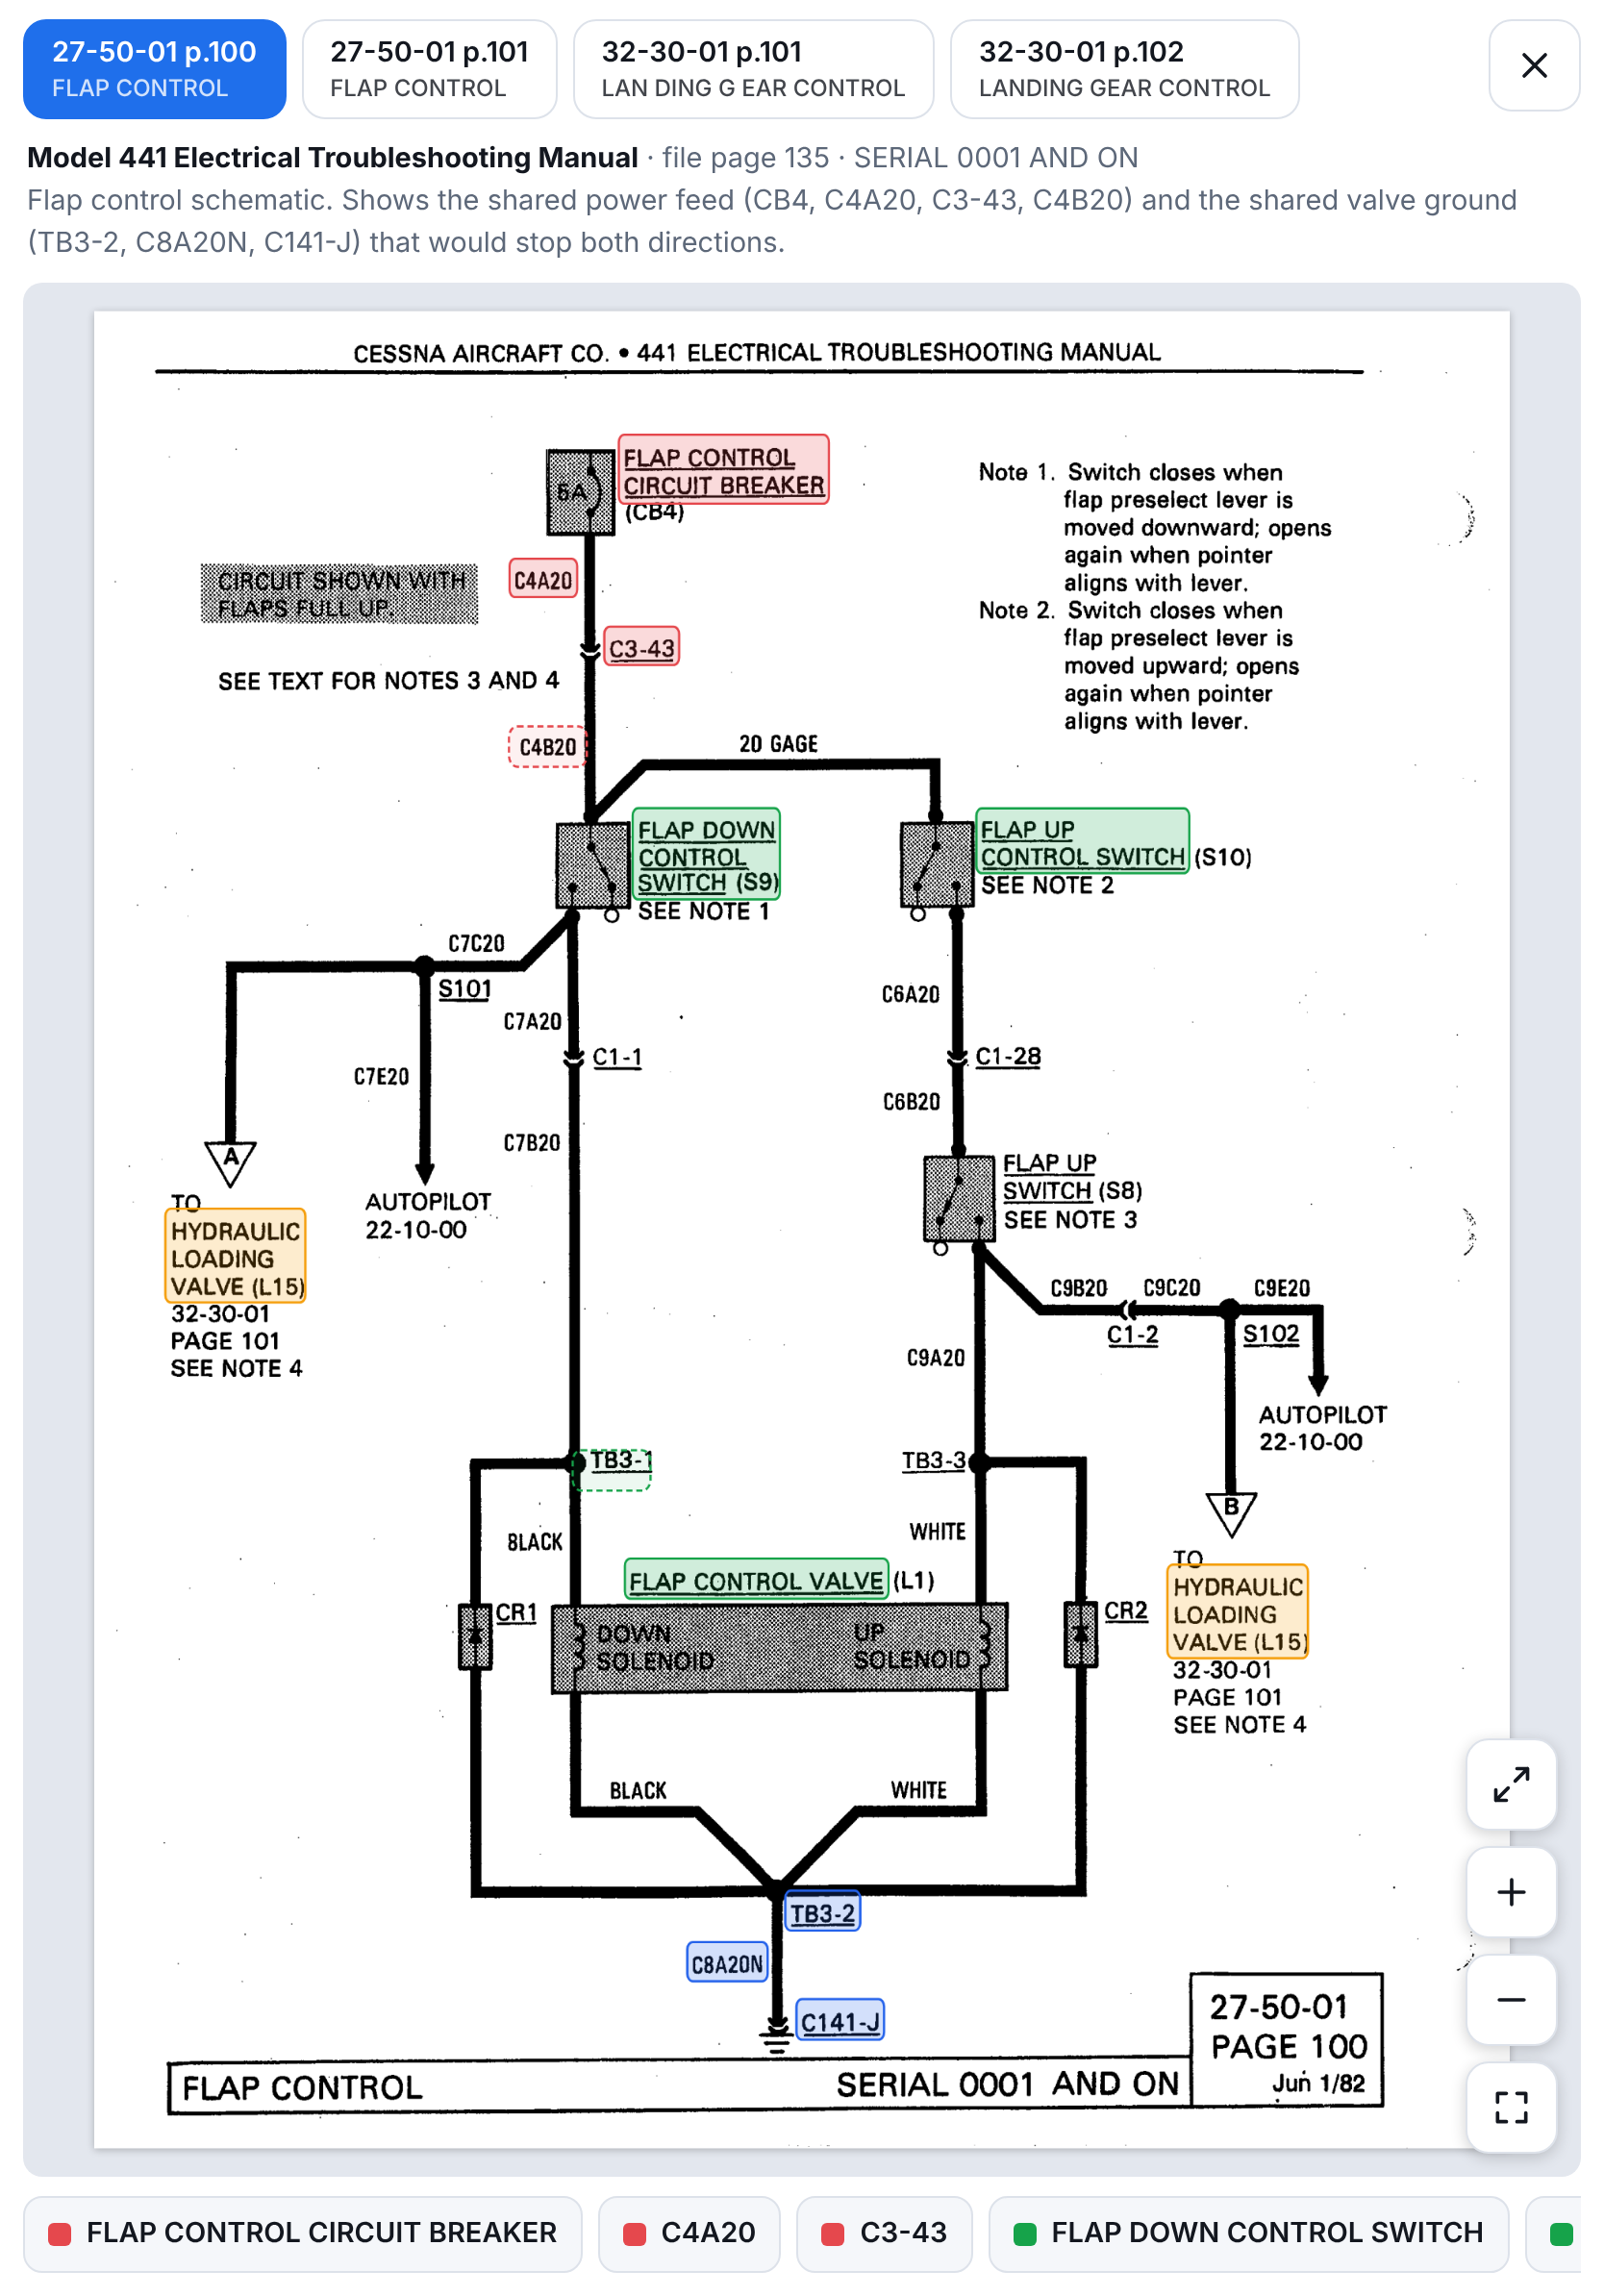 27-50-01 p.100
FLAP CONTROL
27-50-01 p.101
FLAP CONTROL
32-30-01 p.101
LAN DING G EAR CONTROL
32-30-01 p.102
LANDING GEAR CONTROL
Model 441 Electrical Troubleshooting Manual · file page 135 · SERIAL 0001 AND ON
Flap control schematic. Shows the shared power feed (CB4, C4A20, C3-43, C4B20) and the shared valve ground
(TB3-2, C8A20N, C141-J) that would stop both directions.
CESSNA AIRCRAFT CO. • 441 ELECTRICAL TROUBLESHOOTING MANUAL
5A
FLAP CONTROL
CIRCUIT BREAKER
(CB4)
Note 1. Switch closes when
flap preselect lever is
moved downward; opens
again when pointer
aligns with lever.
Note 2. Switch closes when
flap preselect lever is
moved upward; opens
again when pointer
aligns with lever.
CIRCUIT SHOWN WITH
FLAPS FULL UP.
C4A20
C3-43
SEE TEXT FOR NOTES 3 AND 4
C4B20
20 GAGE
FLAP DOWN
CONTROL
SWITCH (S9)
SEE NOTE 1
FLAP UP
CONTROL SWITCH (S10)
SEE NOTE 2
C7C20
S101
C7A20
C6A20
C1-1
C1-28
C7E20
C6B20
C7B20
A
TO
HYDRAULIC
LOADING
VALVE (L15)
32-30-01
PAGE 101
SEE NOTE 4
AUTOPILOT
22-10-00
FLAP UP
SWITCH (S8)
SEE NOTE 3
C9B20
C9C20
C9E20
C1-2
S102
C9A20
AUTOPILOT
22-10-00
TB3-1
TB3-3
B
BLACK
WHITE
TO
HYDRAULIC
LOADING
VALVE (L15)
32-30-01
PAGE 101
SEE NOTE 4
FLAP CONTROL VALVE (L1)
CR1
DOWN
SOLENOID
UP
SOLENOID
CR2
BLACK
WHITE
TB3-2
C8A20N
C141-J
27-50-01
PAGE 100
Jun 1/82
FLAP CONTROL
SERIAL 0001 AND ON
FLAP CONTROL CIRCUIT BREAKER
C4A20
C3-43
FLAP DOWN CONTROL SWITCH